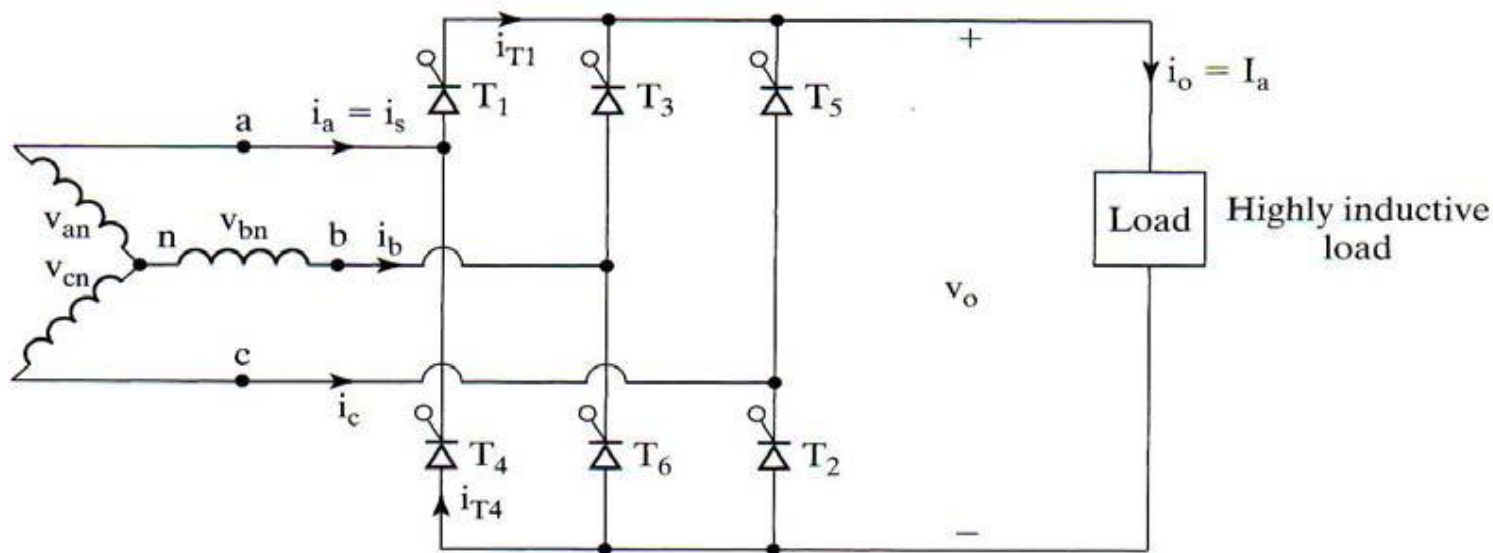 i_T1
+
i_o = I_a
T_1
T_3
T_5
a
i_a = i_s
v_an
n
v_bn
b
i_b
v_cn
Load
Highly inductive
load
v_o
c
i_c
T_4
T_6
T_2
i_T4
−